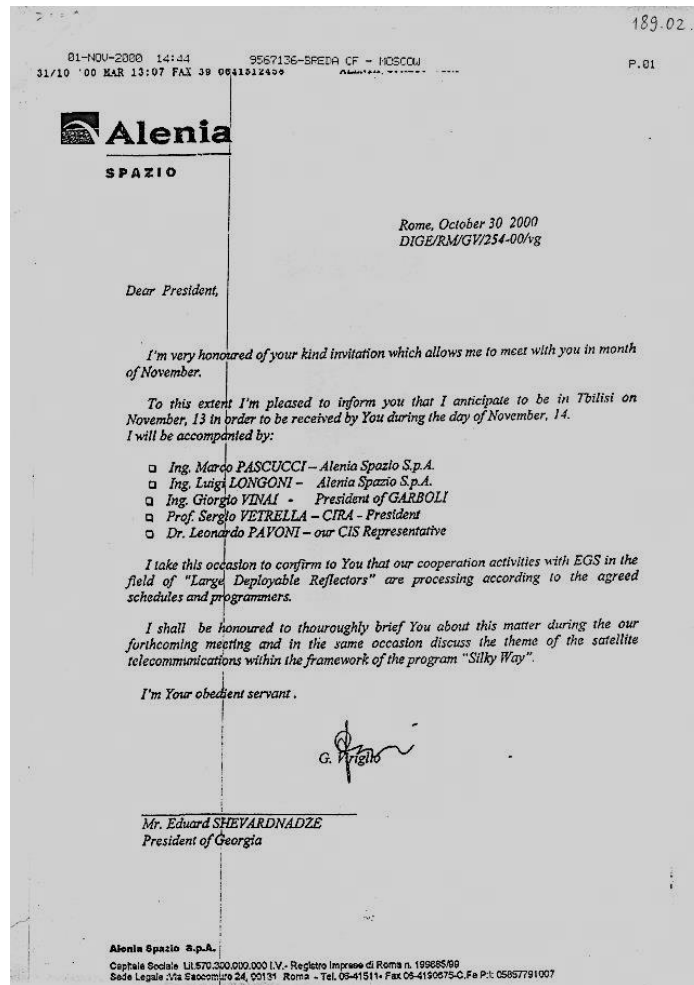 189.02.
01-NOV-2000 14:44 9567136-SREDA CF - MOSCOW P.01
31/10 '00 MAR 13:07 FAX 39 0641512456
Alenia
SPAZIO
Rome, October 30 2000
DIGE/RM/GV/254-00/vg
Dear President,
I'm very honoured of your kind invitation which allows me to meet with you in month
of November.
To this extent I'm pleased to inform you that I anticipate to be in Tbilisi on
November, 13 in order to be received by You during the day of November, 14.
I will be accompanied by:
Ing. Marco PASCUCCI – Alenia Spazio S.p.A.
Ing. Luigi LONGONI – Alenia Spazio S.p.A.
Ing. Giorgio VINAI - President of GARBOLI
Prof. Sergio VETRELLA – CIRA - President
Dr. Leonardo PAVONI – our CIS Representative
I take this occasion to confirm to You that our cooperation activities with EGS in the
field of "Large Deployable Reflectors" are processing according to the agreed
schedules and programmers.
I shall be honoured to thouroughly brief You about this matter during the our
forthcoming meeting and in the same occasion discuss the theme of the satellite
telecommunications within the framework of the program "Silky Way".
I'm Your obedient servant .
G. Viriglio
Mr. Eduard SHEVARDNADZE
President of Georgia
Alenia Spazio S.p.A.
Capitale Sociale Lit.570.300.000.000 I.V.- Registro Imprese di Roma n. 199885/99
Sede Legale :Via Saccomuro 24, 00131 Roma - Tel. 06-41511- Fax 06-4190675-C.Fe P.I: 05857791007